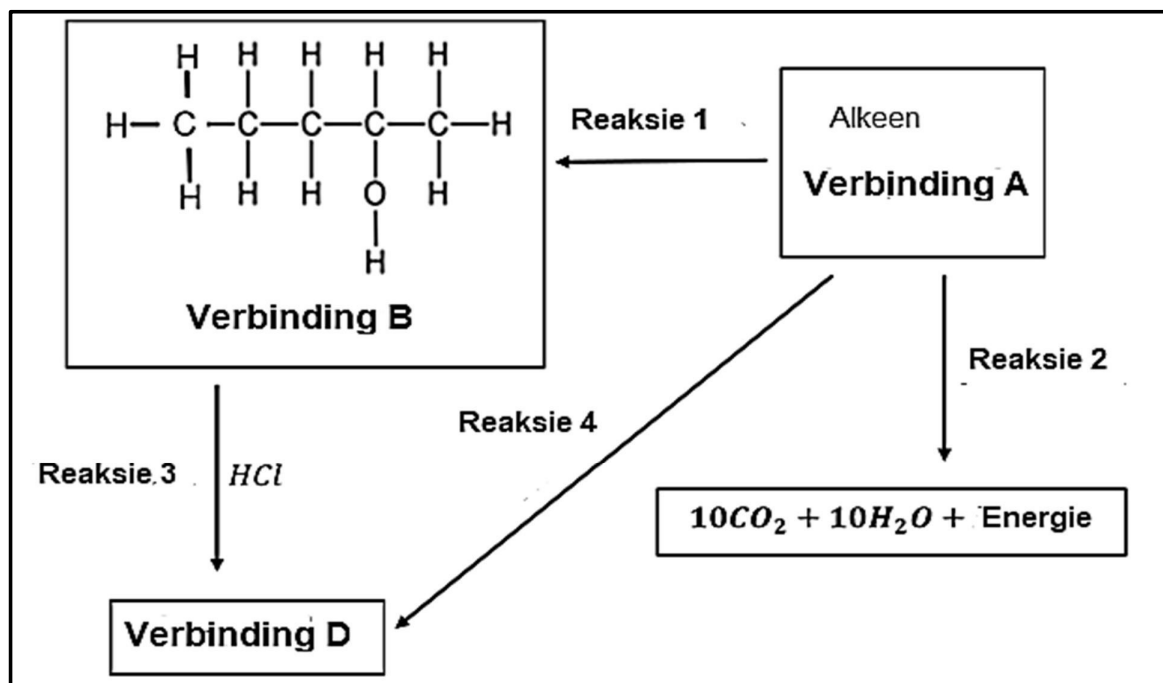 H H H H H
H C C C C C H
H H H O H
H
Verbinding B
Reaksie 1
Alkeen
Verbinding A
Reaksie 2
Reaksie 4
Reaksie 3
HCl
10CO₂ + 10H₂O + Energie
Verbinding D